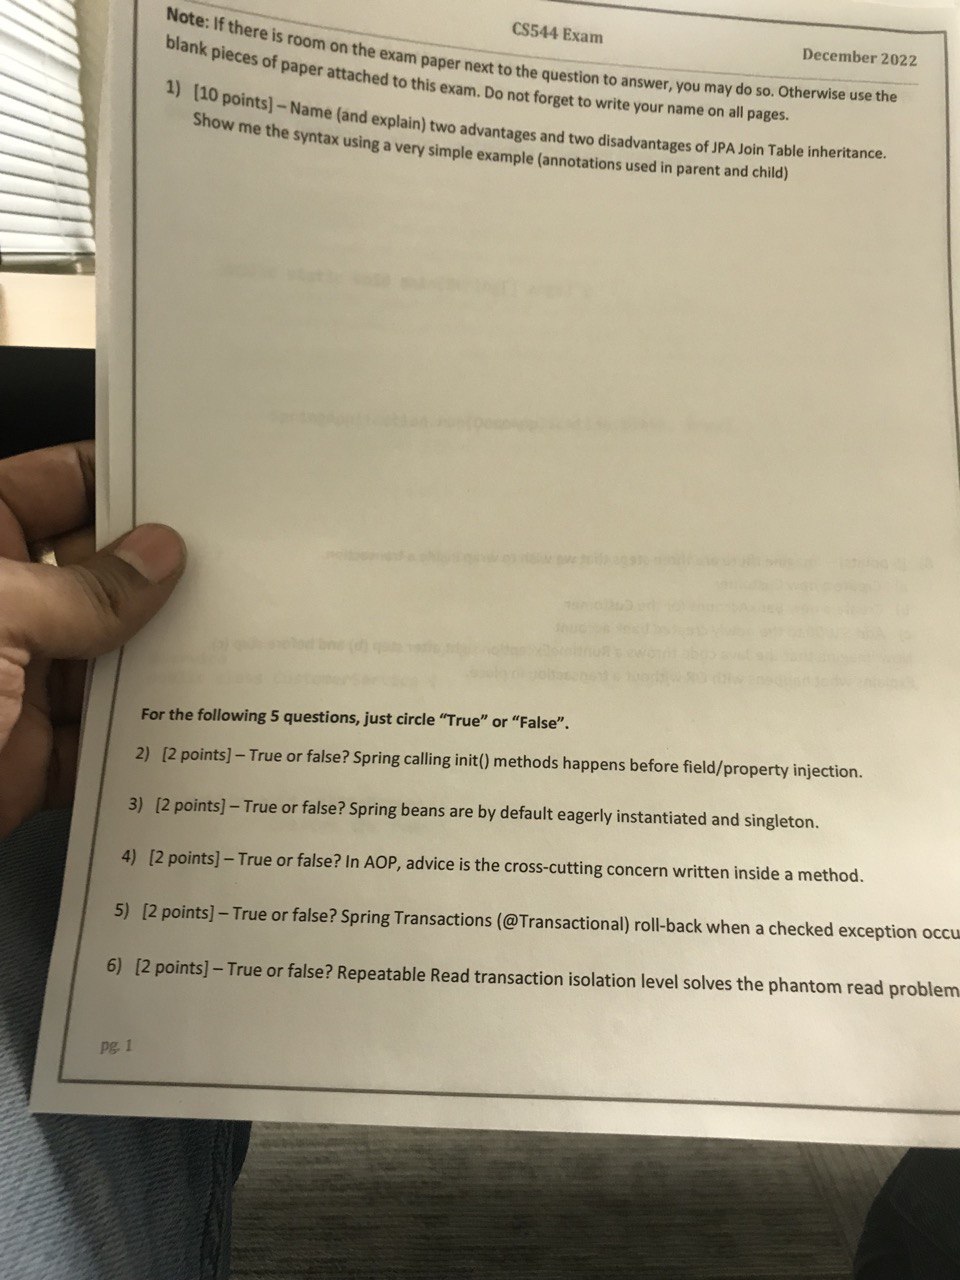 CS544 Exam
December 2022
Note: If there is room on the exam paper next to the question to answer, you may do so. Otherwise use the
blank pieces of paper attached to this exam. Do not forget to write your name on all pages.
1) [10 points] – Name (and explain) two advantages and two disadvantages of JPA Join Table inheritance.
Show me the syntax using a very simple example (annotations used in parent and child)
For the following 5 questions, just circle “True” or “False”.
2) [2 points] – True or false? Spring calling init() methods happens before field/property injection.
3) [2 points] – True or false? Spring beans are by default eagerly instantiated and singleton.
4) [2 points] – True or false? In AOP, advice is the cross-cutting concern written inside a method.
5) [2 points] – True or false? Spring Transactions (@Transactional) roll-back when a checked exception occu
6) [2 points] – True or false? Repeatable Read transaction isolation level solves the phantom read problem
pg. 1